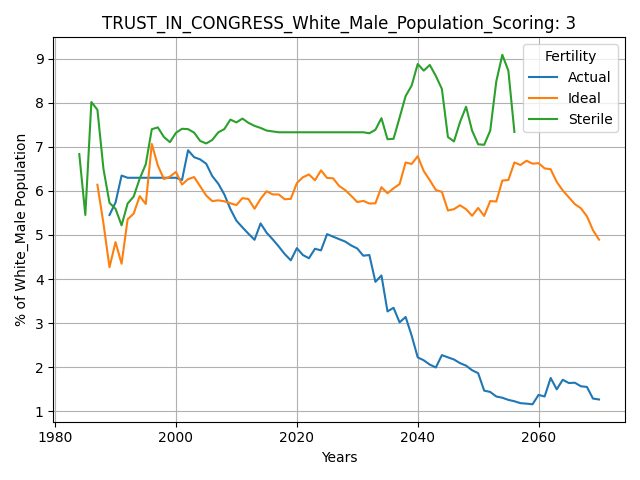 TRUST_IN_CONGRESS_White_Male_Population_Scoring: 3
Fertility
Actual
Ideal
Sterile
% of White_Male Population
9
8
7
6
5
4
3
2
1
1980 2000 2020 2040 2060
Years